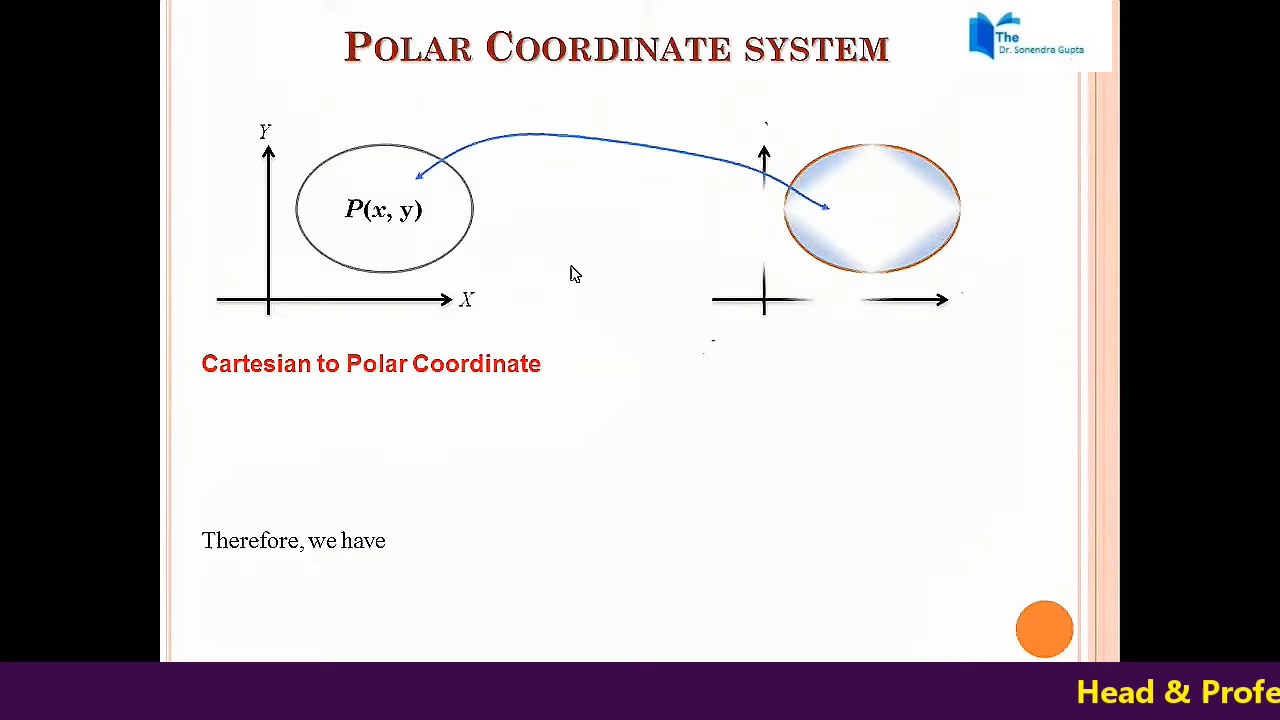 POLAR COORDINATE SYSTEM
The
Dr. Sonendra Gupta
Y
P(x, y)
X
Cartesian to Polar Coordinate
Therefore, we have
Head & Profe